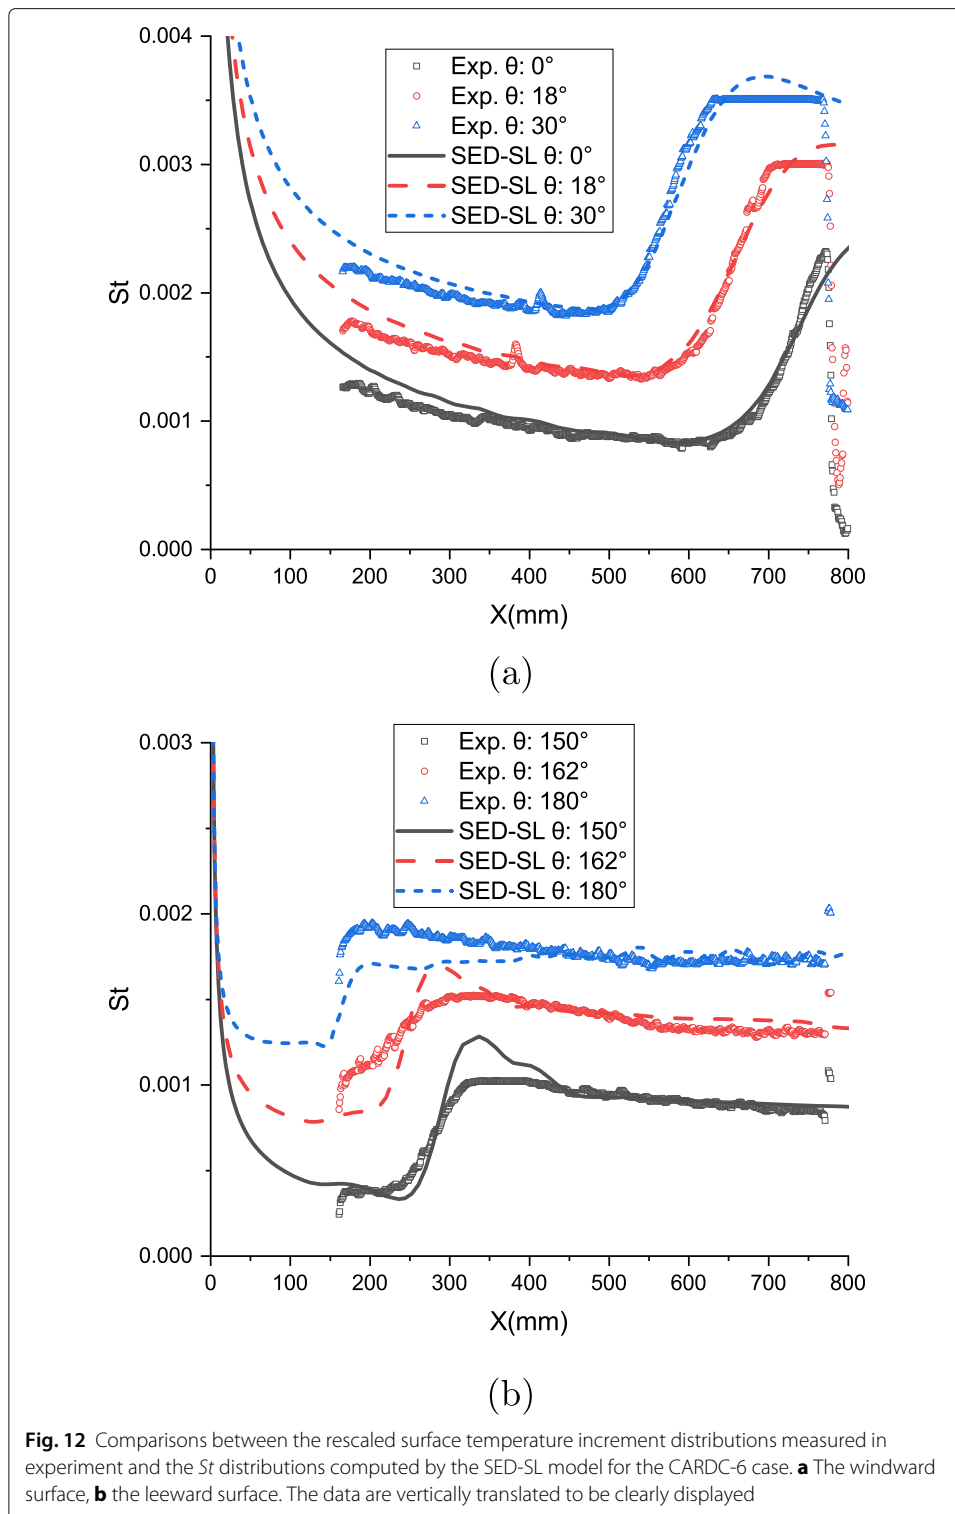 0.004
0.003
0.002
0.001
0.000
St
Exp. θ: 0°
Exp. θ: 18°
Exp. θ: 30°
SED-SL θ: 0°
SED-SL θ: 18°
SED-SL θ: 30°
0 100 200 300 400 500 600 700 800
X(mm)
(a)
0.003
0.002
0.001
0.000
St
Exp. θ: 150°
Exp. θ: 162°
Exp. θ: 180°
SED-SL θ: 150°
SED-SL θ: 162°
SED-SL θ: 180°
0 100 200 300 400 500 600 700 800
X(mm)
(b)
Fig. 12 Comparisons between the rescaled surface temperature increment distributions measured in
experiment and the St distributions computed by the SED-SL model for the CARDC-6 case. a The windward
surface, b the leeward surface. The data are vertically translated to be clearly displayed